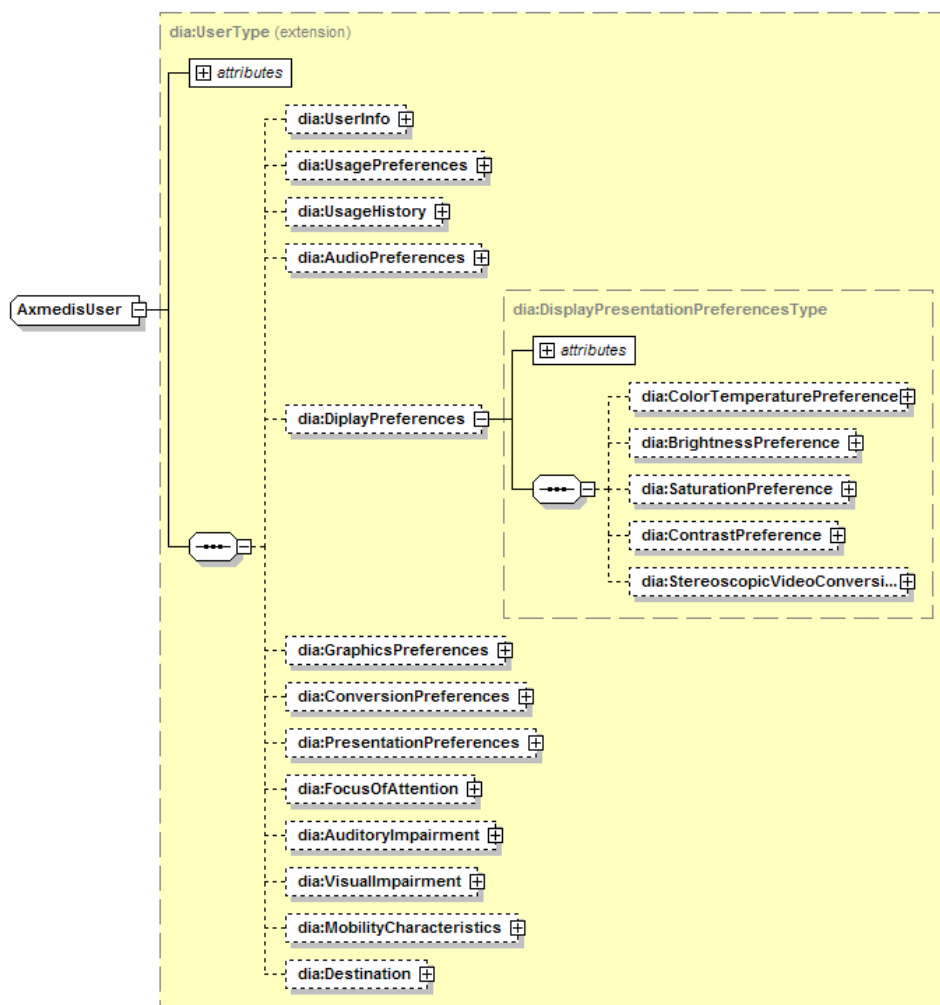 dia:UserType (extension)
attributes
dia:UserInfo
dia:UsagePreferences
dia:UsageHistory
dia:AudioPreferences
AxmedisUser
dia:DisplayPresentationPreferencesType
attributes
dia:DiplayPreferences
dia:ColorTemperaturePreference
dia:BrightnessPreference
dia:SaturationPreference
dia:ContrastPreference
dia:StereoscopicVideoConversi...
dia:GraphicsPreferences
dia:ConversionPreferences
dia:PresentationPreferences
dia:FocusOfAttention
dia:AuditoryImpairment
dia:VisualImpairment
dia:MobilityCharacteristics
dia:Destination